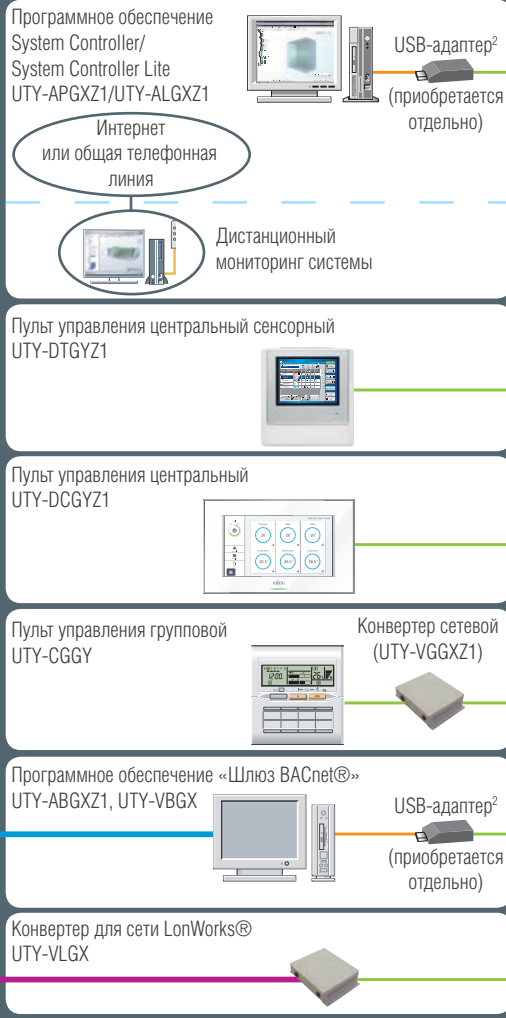 Программное обеспечение
System Controller/
System Controller Lite
UTY-APGXZ1/UTY-ALGXZ1
USB-адаптер²
(приобретается
отдельно)
Интернет
или общая телефонная
линия
Дистанционный
мониторинг системы
Пульт управления центральный сенсорный
UTY-DTGYZ1
Пульт управления центральный
UTY-DCGYZ1
Пульт управления групповой
UTY-CGGY
Конвертер сетевой
(UTY-VGGXZ1)
Программное обеспечение «Шлюз BACnet®»
UTY-ABGXZ1, UTY-VBGX
USB-адаптер²
(приобретается
отдельно)
Конвертер для сети LonWorks®
UTY-VLGX